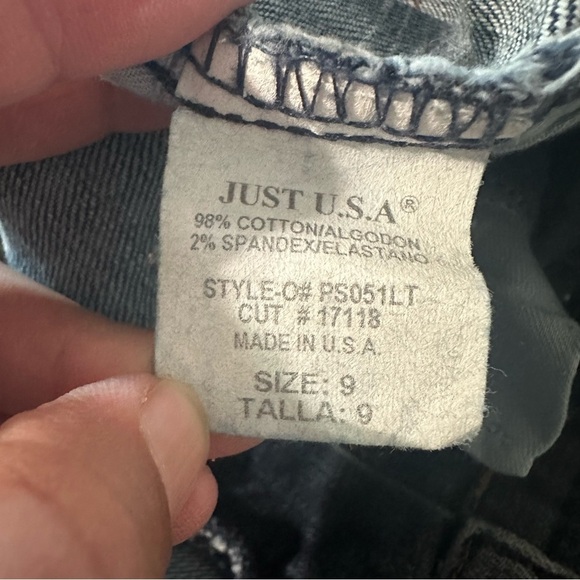 JUST U.S.A®
98% COTTON/ALGODON
2% SPANDEX/ELASTANO
STYLE-O# PS051LT
CUT # 17118
MADE IN U.S.A.
SIZE: 9
TALLA: 9